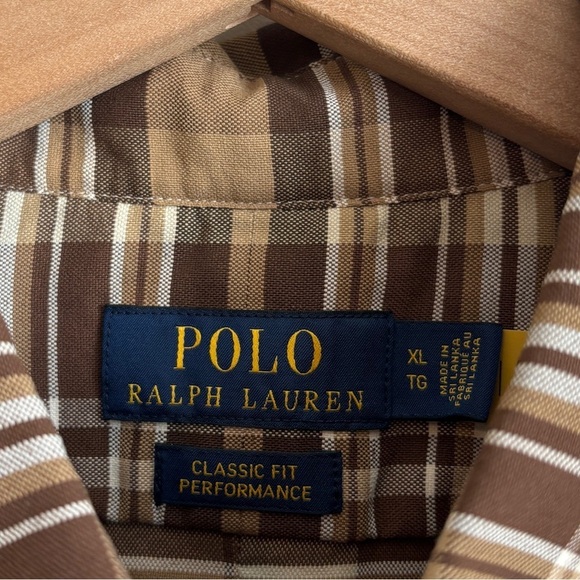 POLO
RALPH LAUREN
XL
TG
MADE IN
SRI LANKA
FABRIQUÉ AU
SRI LANKA
CLASSIC FIT
PERFORMANCE